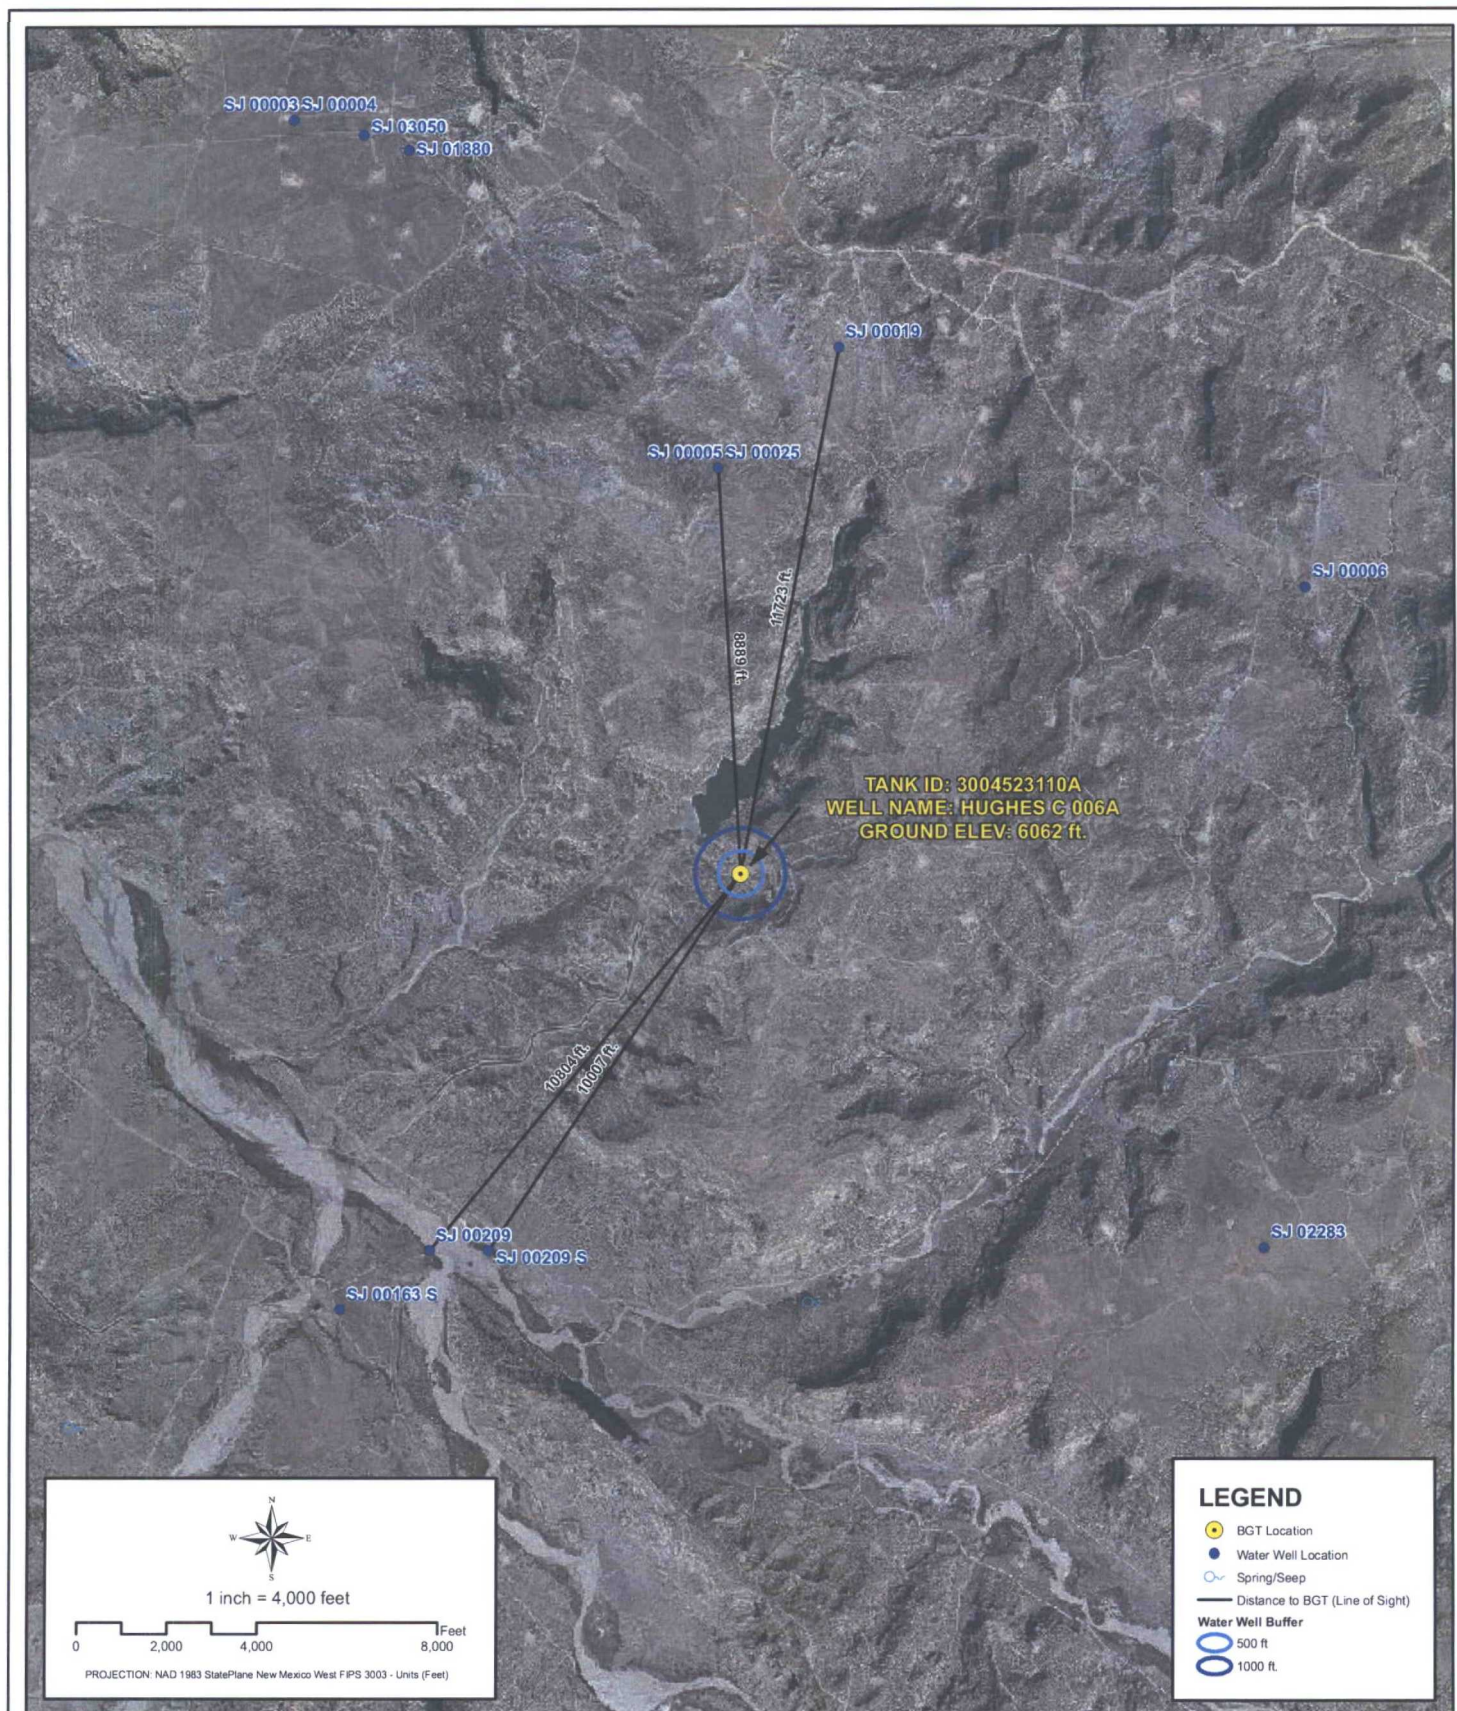 SJ 00003 SJ 00004
SJ 03050
SJ 01880
SJ 00019
SJ 00005 SJ 00025
SJ 00006
11723 ft.
8889 ft.
TANK ID: 3004523110A
WELL NAME: HUGHES C 006A
GROUND ELEV: 6062 ft.
10804 ft.
10007 ft.
SJ 00209
SJ 00209 S
SJ 02283
SJ 00163 S
N
W E
S
1 inch = 4,000 feet
Feet
0 2,000 4,000 8,000
PROJECTION: NAD 1983 StatePlane New Mexico West FIPS 3003 - Units (Feet)
LEGEND
BGT Location
Water Well Location
Spring/Seep
Distance to BGT (Line of Sight)
Water Well Buffer
500 ft
1000 ft.